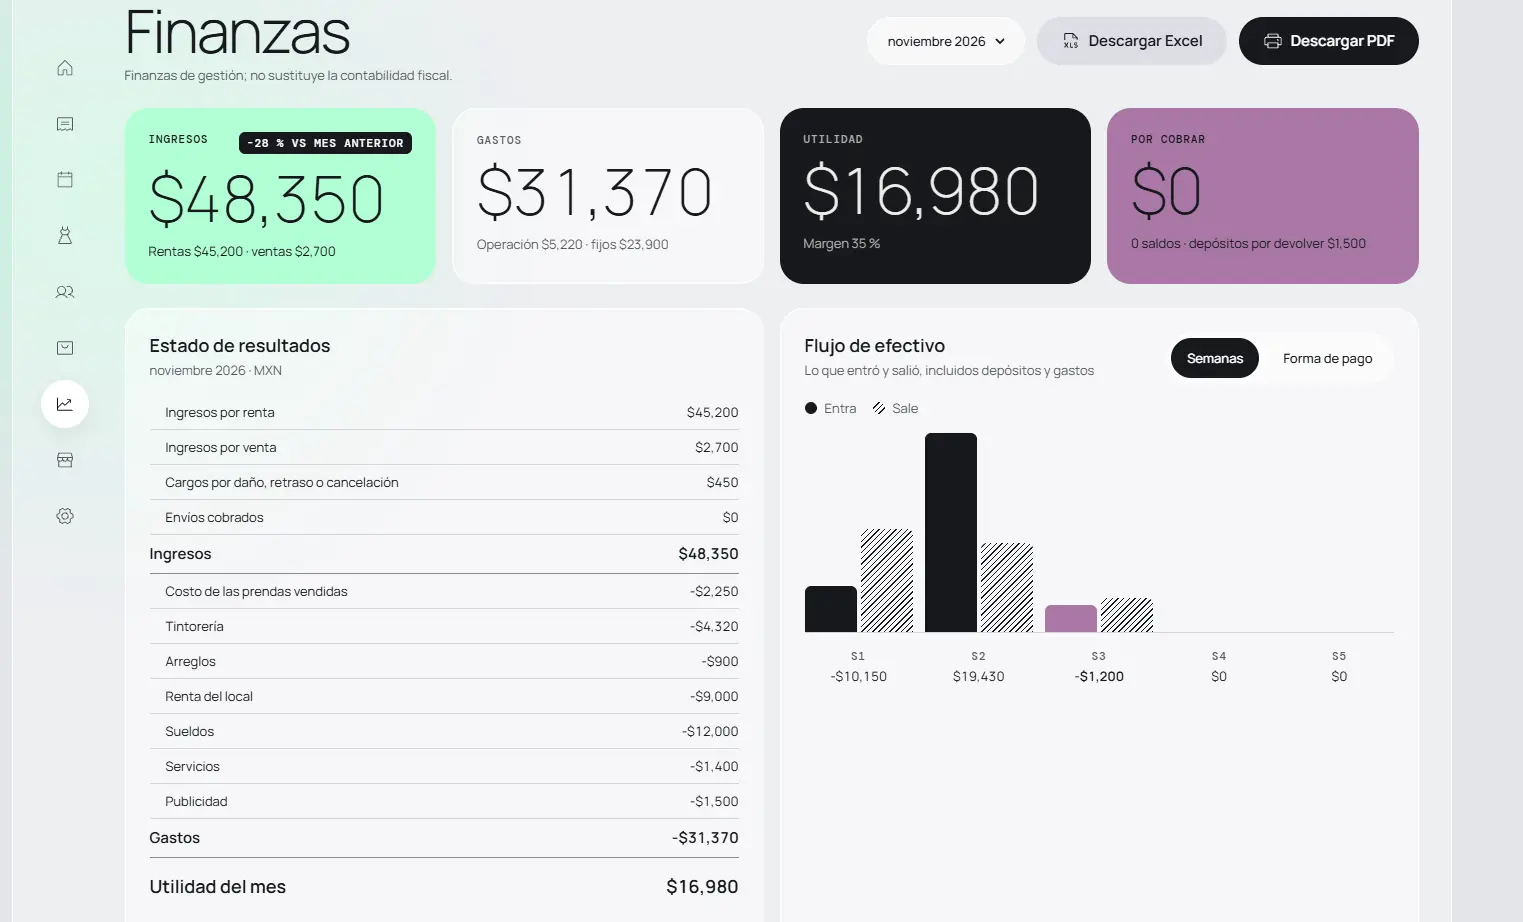 Finanzas
Finanzas de gestión; no sustituye la contabilidad fiscal.
noviembre 2026
XLS
Descargar Excel
Descargar PDF
INGRESOS
-28 % VS MES ANTERIOR
$48,350
Rentas $45,200 · ventas $2,700
GASTOS
$31,370
Operación $5,220 · fijos $23,900
UTILIDAD
$16,980
Margen 35 %
POR COBRAR
$0
0 saldos · depósitos por devolver $1,500
Estado de resultados
noviembre 2026 · MXN
Ingresos por renta $45,200
Ingresos por venta $2,700
Cargos por daño, retraso o cancelación $450
Envíos cobrados $0
Ingresos $48,350
Costo de las prendas vendidas -$2,250
Tintorería -$4,320
Arreglos -$900
Renta del local -$9,000
Sueldos -$12,000
Servicios -$1,400
Publicidad -$1,500
Gastos -$31,370
Utilidad del mes $16,980
Flujo de efectivo
Lo que entró y salió, incluidos depósitos y gastos
Semanas
Forma de pago
Entra
Sale
S1 S2 S3 S4 S5
-$10,150 $19,430 -$1,200 $0 $0